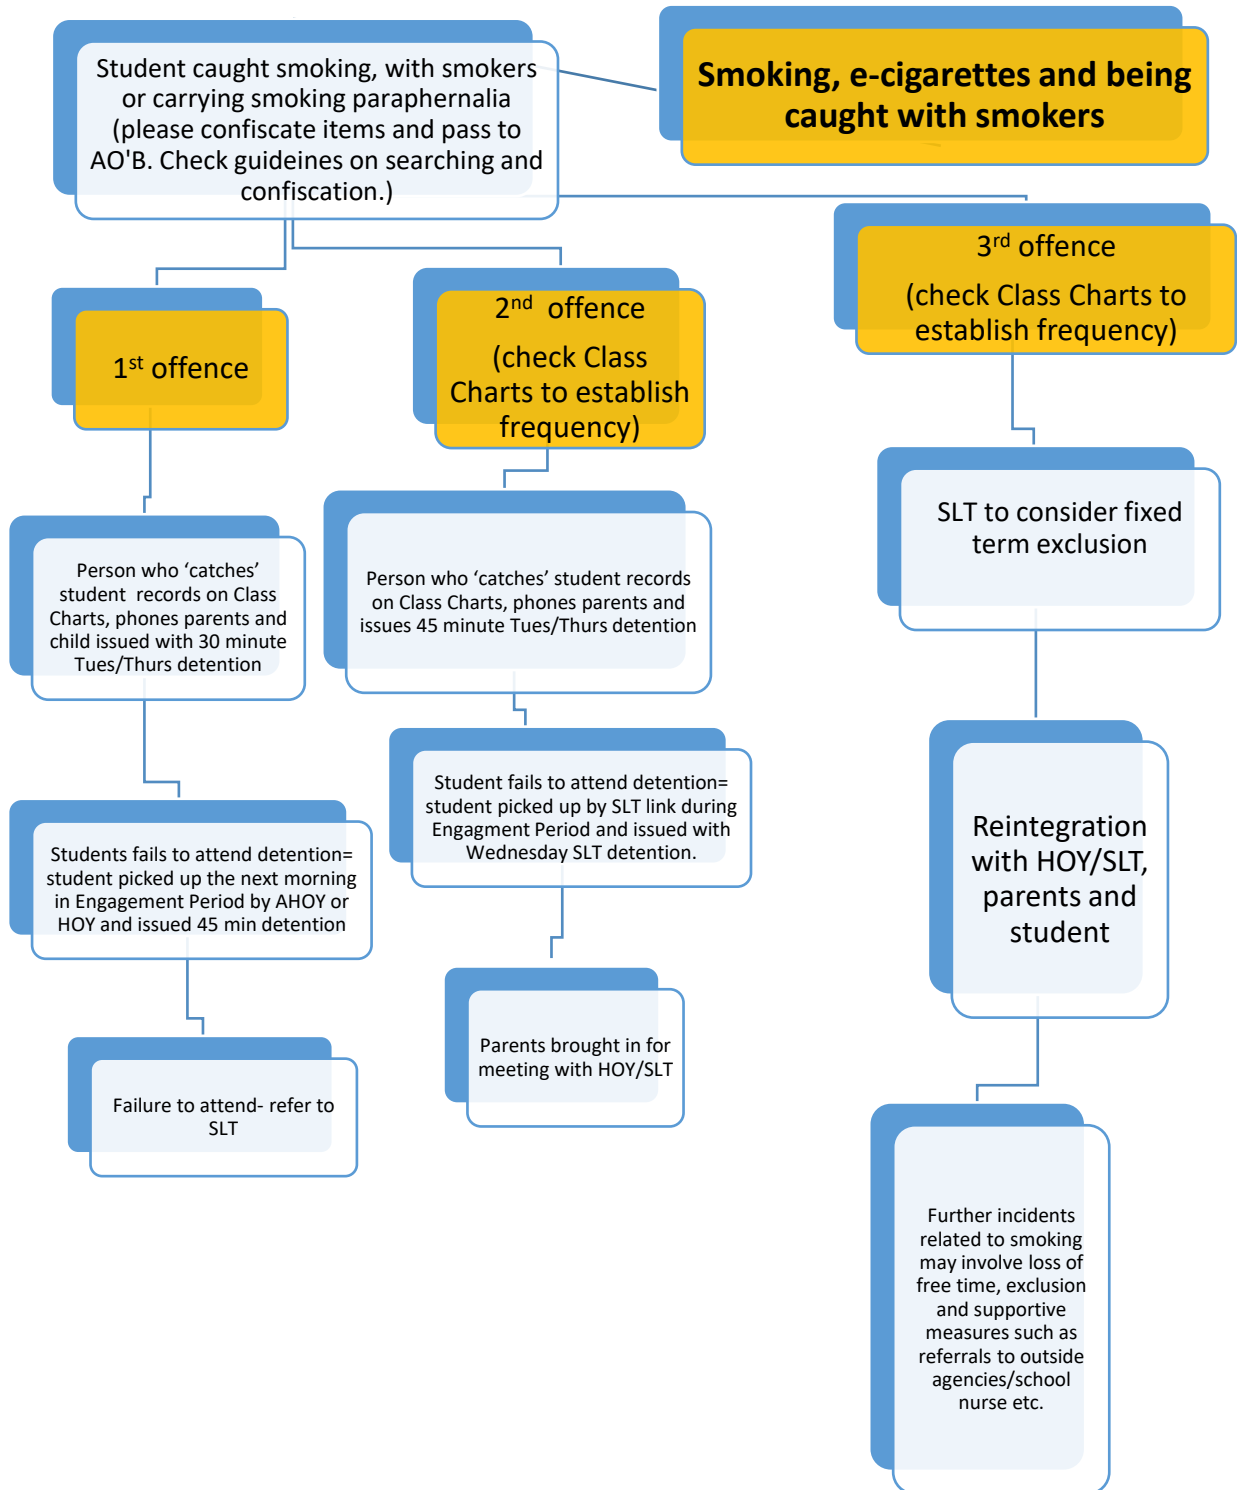 Student caught smoking, with smokers
or carrying smoking paraphernalia
(please confiscate items and pass to
AO'B. Check guideines on searching and
confiscation.)
Smoking, e-cigarettes and being
caught with smokers
1st offence
Person who ‘catches’
student records on Class
Charts, phones parents and
child issued with 30 minute
Tues/Thurs detention
Students fails to attend detention=
student picked up the next morning
in Engagement Period by AHOY or
HOY and issued 45 min detention
Failure to attend- refer to
SLT
2nd offence
(check Class
Charts to establish
frequency)
Person who ‘catches’ student records
on Class Charts, phones parents and
issues 45 minute Tues/Thurs detention
Student fails to attend detention=
student picked up by SLT link during
Engagment Period and issued with
Wednesday SLT detention.
Parents brought in for
meeting with HOY/SLT
3rd offence
(check Class Charts to
establish frequency)
SLT to consider fixed
term exclusion
Reintegration
with HOY/SLT,
parents and
student
Further incidents
related to smoking
may involve loss of
free time, exclusion
and supportive
measures such as
referrals to outside
agencies/school
nurse etc.